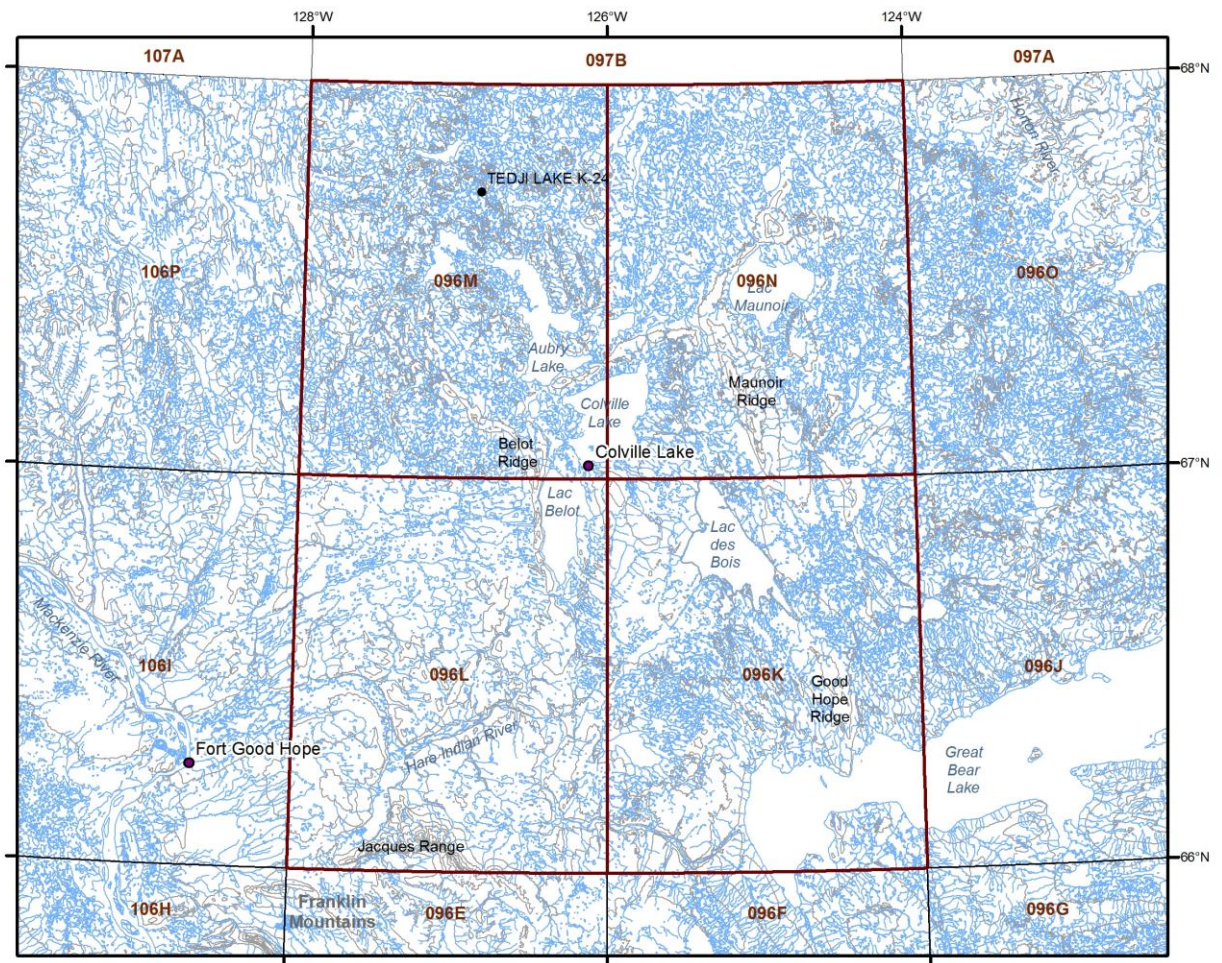 128°W
126°W
124°W
107A
097B
097A
68°N
Horton River
TEDJI LAKE K-24
106P
096M
096N
096O
Lac
Maunoir
Aubry
Lake
Maunoir
Ridge
Colville
Lake
Belot
Ridge
Colville Lake
67°N
Lac
Belot
Lac
des
Bois
Mackenzie River
106I
096L
096K
096J
Good
Hope
Ridge
Fort Good Hope
Hare Indian River
Great
Bear
Lake
Jacques Range
66°N
106H
Franklin
Mountains
096E
096F
096G